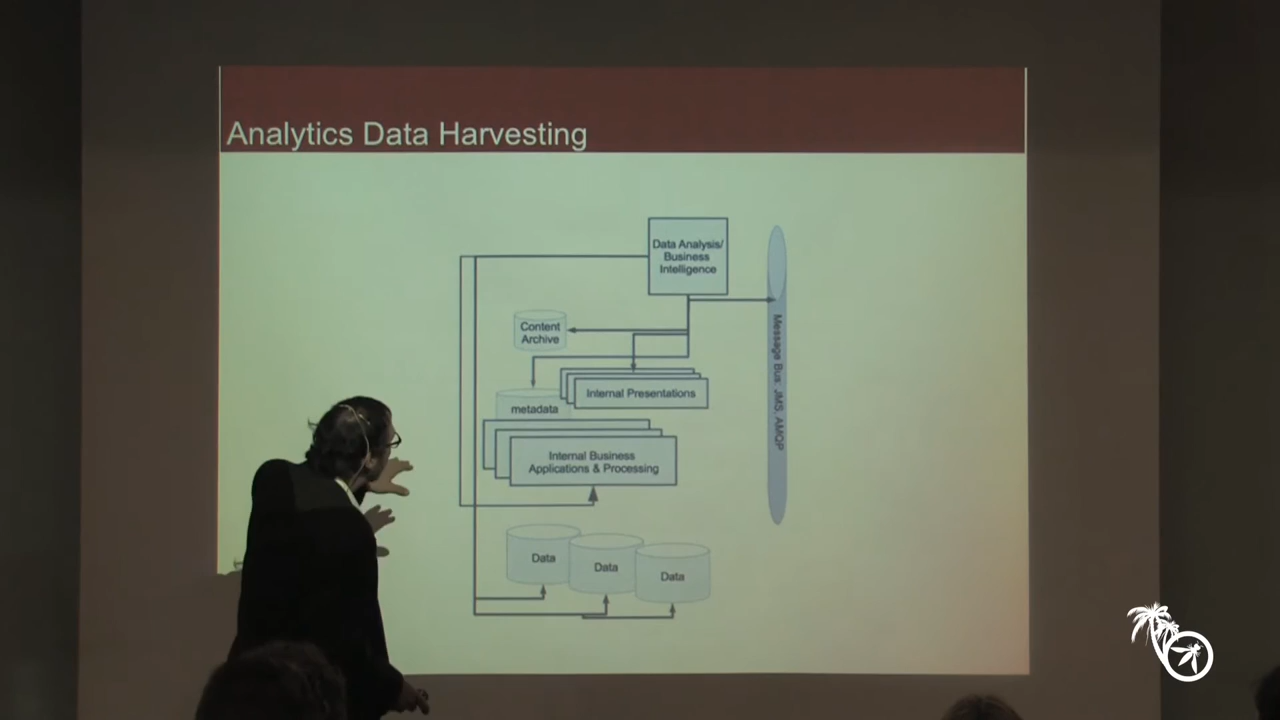 Analytics Data Harvesting
Data Analysis/
Business
Intelligence
Content
Archive
Internal Presentations
metadata
Internal Business
Applications & Processing
Data
Data
Data
Message Bus: JMS, AMQP